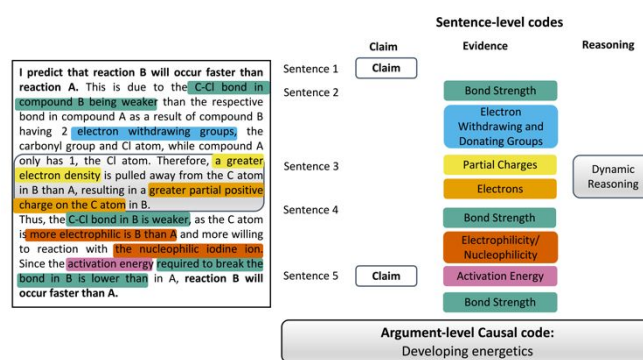 Sentence-level codes
Claim
Evidence
Reasoning
I predict that reaction B will occur faster than
reaction A. This is due to the C-Cl bond in
compound B being weaker than the respective
bond in compound A as a result of compound B
having 2 electron withdrawing groups, the
carbonyl group and Cl atom, while compound A
only has 1, the Cl atom. Therefore, a greater
electron density is pulled away from the C atom
in B than A, resulting in a greater partial positive
charge on the C atom in B.
Thus, the C-Cl bond in B is weaker, as the C atom
is more electrophilic is B than A and more willing
to reaction with the nucleophilic iodine ion.
Since the activation energy required to break the
bond in B is lower than in A, reaction B will
occur faster than A.
Sentence 1
Claim
Sentence 2
Bond Strength
Electron
Withdrawing and
Donating Groups
Sentence 3
Partial Charges
Electrons
Dynamic
Reasoning
Sentence 4
Bond Strength
Electrophilicity/
Nucleophilicity
Sentence 5
Claim
Activation Energy
Bond Strength
Argument-level Causal code:
Developing energetics